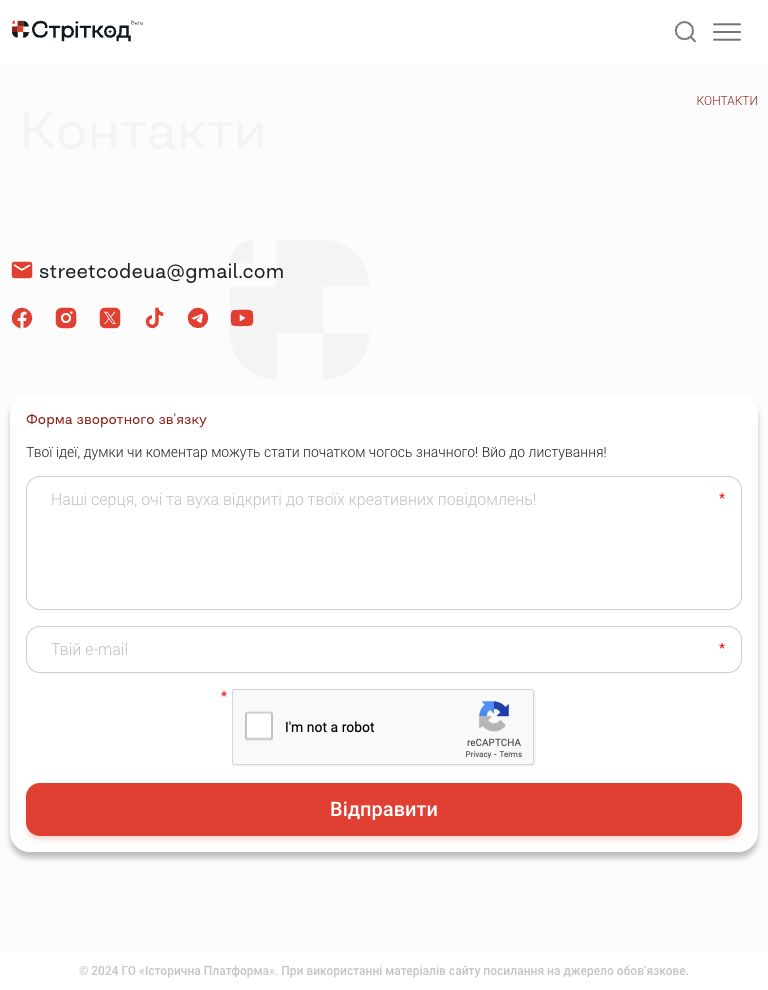 Стріткод Beta
КОНТАКТИ
Контакти
streetcodeua@gmail.com
Форма зворотного зв'язку
Твої ідеї, думки чи коментар можуть стати початком чогось значного! Вйо до листування!
Наші серця, очі та вуха відкриті до твоїх креативних повідомлень! *
Твій e-mail *
*
I'm not a robot
reCAPTCHA
Privacy - Terms
Відправити
© 2024 ГО «Історична Платформа». При використанні матеріалів сайту посилання на джерело обов'язкове.